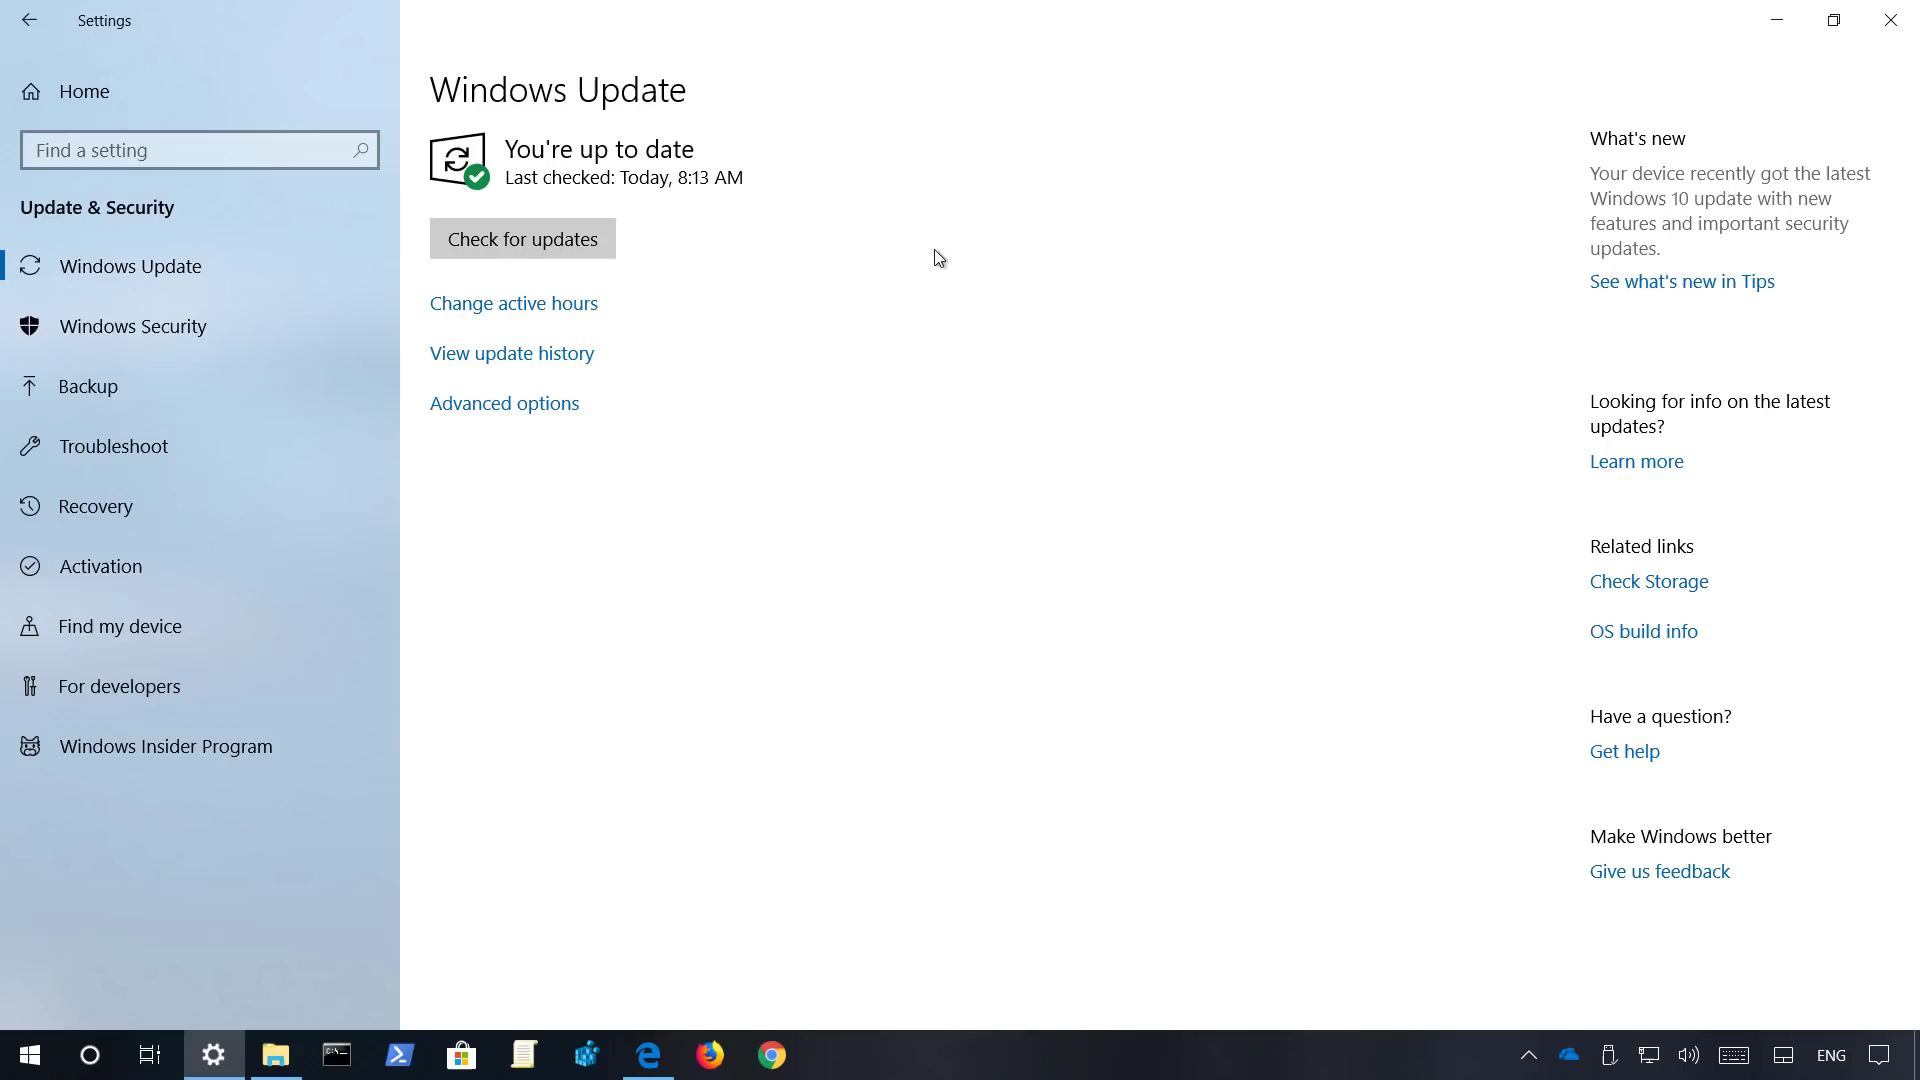 Settings
Home
Find a setting
Update & Security
Windows Update
Windows Security
Backup
Troubleshoot
Recovery
Activation
Find my device
For developers
Windows Insider Program
Windows Update
You're up to date
Last checked: Today, 8:13 AM
Check for updates
Change active hours
View update history
Advanced options
What's new
Your device recently got the latest
Windows 10 update with new
features and important security
updates.
See what's new in Tips
Looking for info on the latest
updates?
Learn more
Related links
Check Storage
OS build info
Have a question?
Get help
Make Windows better
Give us feedback
ENG